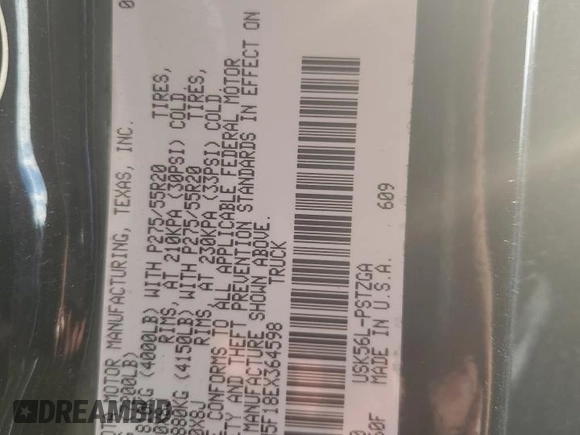 MOTOR MANUFACTURING, TEXAS, INC.
200LB)
KG (4000LB) WITH P275/55R20 TIRES,
RIMS, AT 210KPA (30PSI) COLD.
880KG (4150LB) WITH P275/55R20 TIRES,
RIMS, AT 230KPA (33PSI) COLD.
CONFORMS TO ALL APPLICABLE FEDERAL MOTOR
AND THEFT PREVENTION STANDARDS IN EFFECT ON
MANUFACTURE SHOWN ABOVE.
5F18EX364598 TRUCK
USK56L-PSTZGA
MADE IN U.S.A. 609
DREAMBID